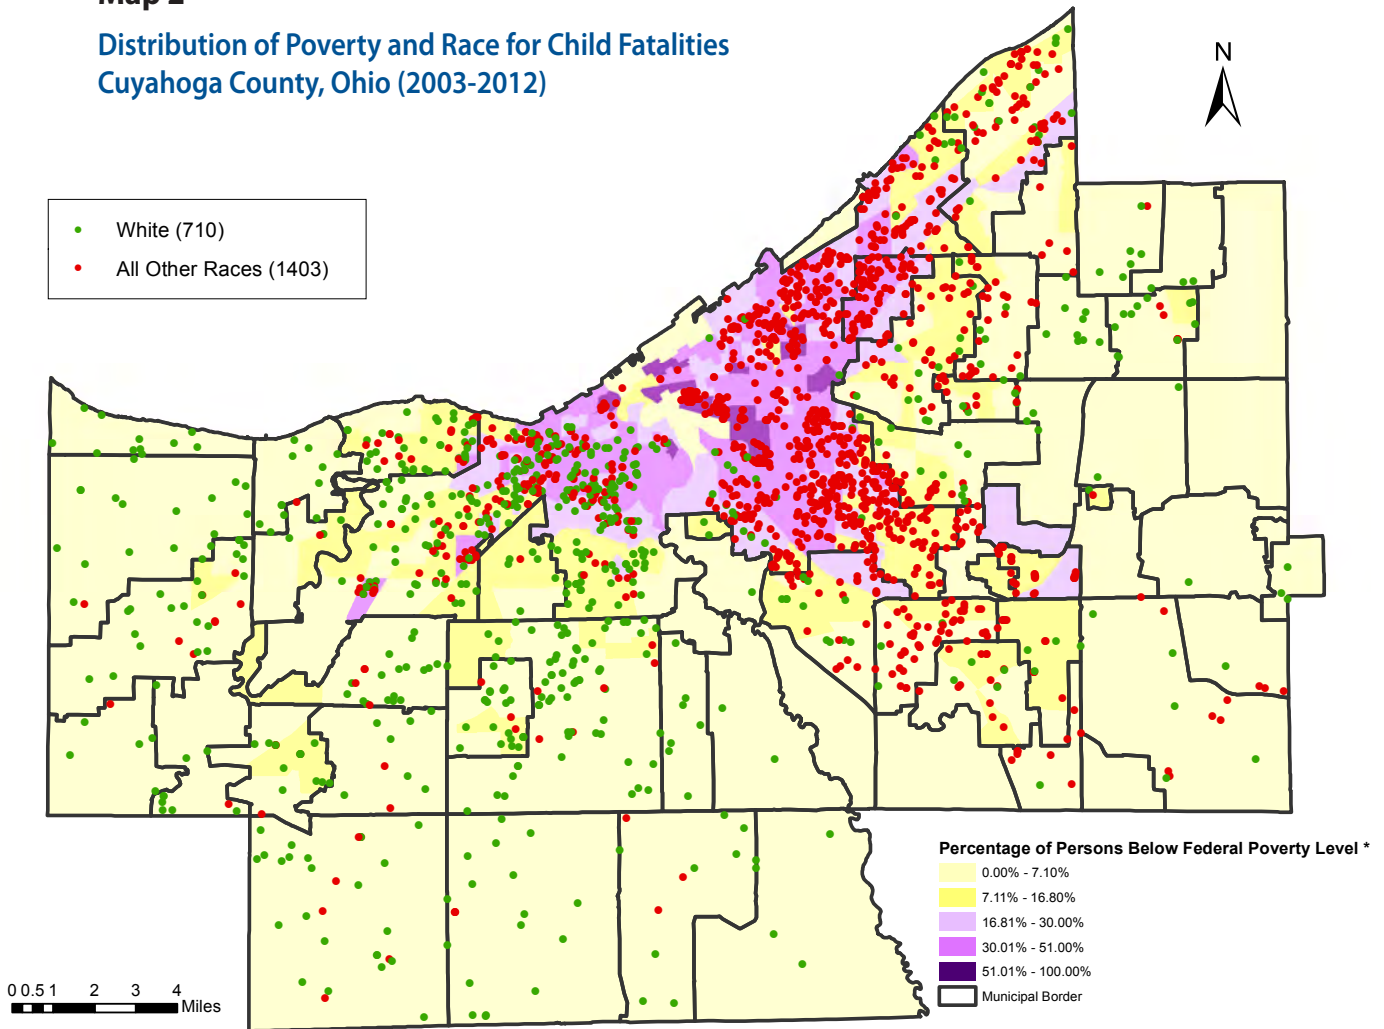 Map 2
Distribution of Poverty and Race for Child Fatalities
Cuyahoga County, Ohio (2003-2012)
N
White (710)
All Other Races (1403)
Percentage of Persons Below Federal Poverty Level *
0.00% - 7.10%
7.11% - 16.80%
16.81% - 30.00%
30.01% - 51.00%
51.01% - 100.00%
Municipal Border
0 0.5 1 2 3 4
Miles